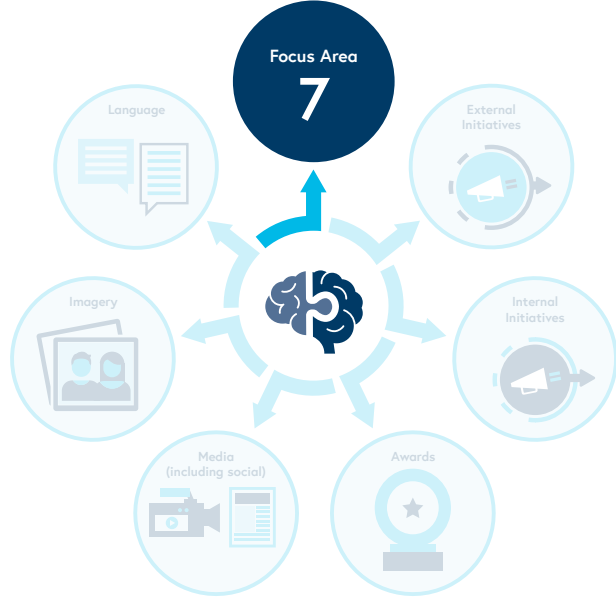 Focus Area
7
Language
External
Initiatives
Imagery
Internal
Initiatives
Media
(including social)
Awards